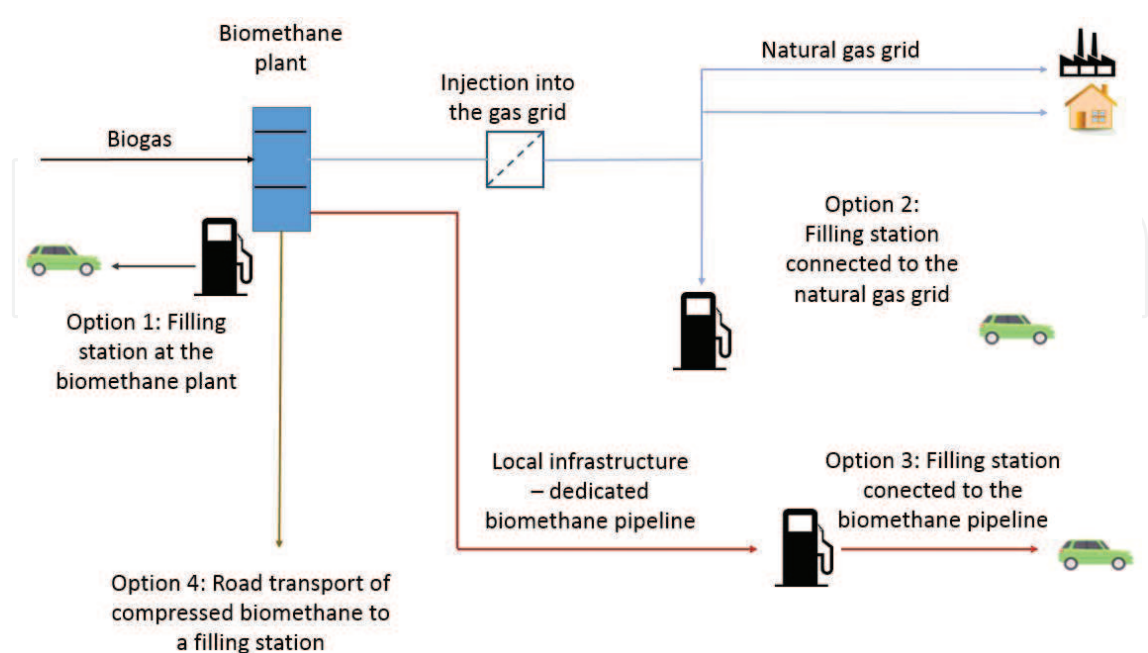 Biomethane
plant
Natural gas grid
Injection into
the gas grid
Biogas
Option 2:
Filling station
connected to the
natural gas grid
Option 1: Filling
station at the
biomethane plant
Local infrastructure
– dedicated
biomethane pipeline
Option 3: Filling station
conected to the
biomethane pipeline
Option 4: Road transport of
compressed biomethane to
a filling station